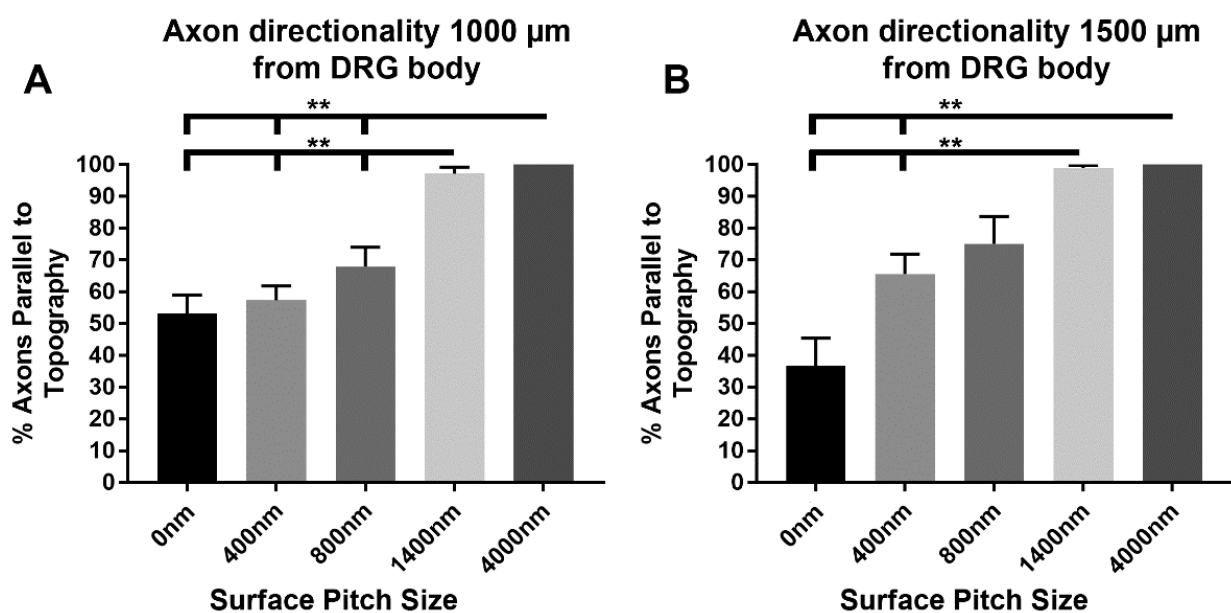 A
Axon directionality 1000 µm
from DRG body
**
**
% Axons Parallel to
Topography
100
90
80
70
60
50
40
30
20
10
0
0nm
400nm
800nm
1400nm
4000nm
Surface Pitch Size
B
Axon directionality 1500 µm
from DRG body
**
**
% Axons Parallel to
Topography
100
90
80
70
60
50
40
30
20
10
0
0nm
400nm
800nm
1400nm
4000nm
Surface Pitch Size